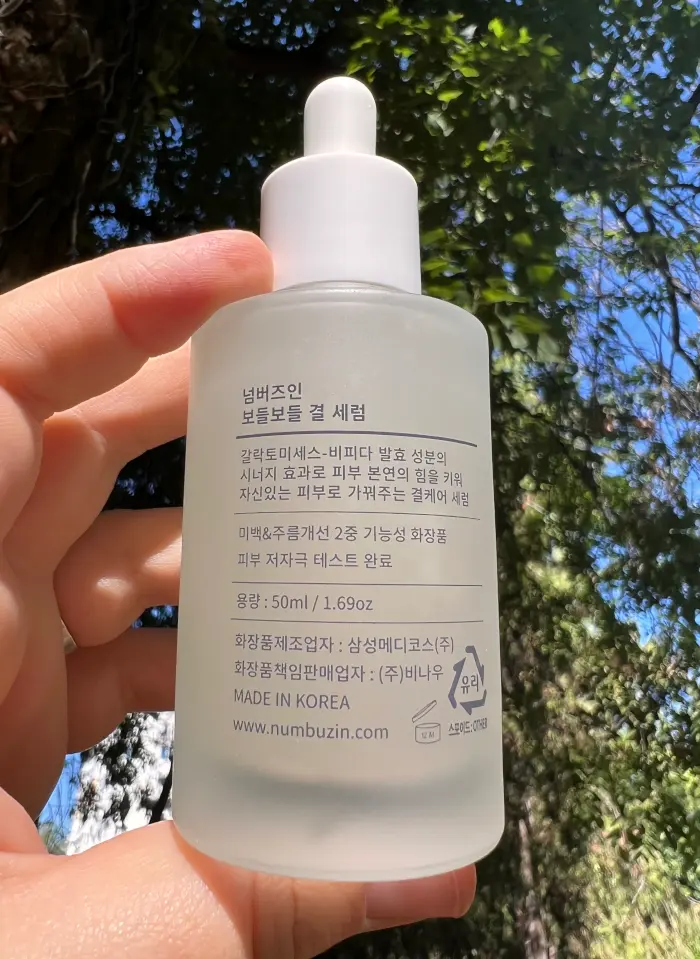 넘버즈인
보들보들 결 세럼
갈락토미세스-비피다 발효 성분의
시너지 효과로 피부 본연의 힘을 키워
자신있는 피부로 가꿔주는 결케어 세럼
미백&주름개선 2중 기능성 화장품
피부 저자극 테스트 완료
용량 : 50ml / 1.69oz
화장품제조업자 : 삼성메디코스(주)
화장품책임판매업자 : (주)비나우
MADE IN KOREA
www.numbuzin.com
유리
스포이드:OTHER